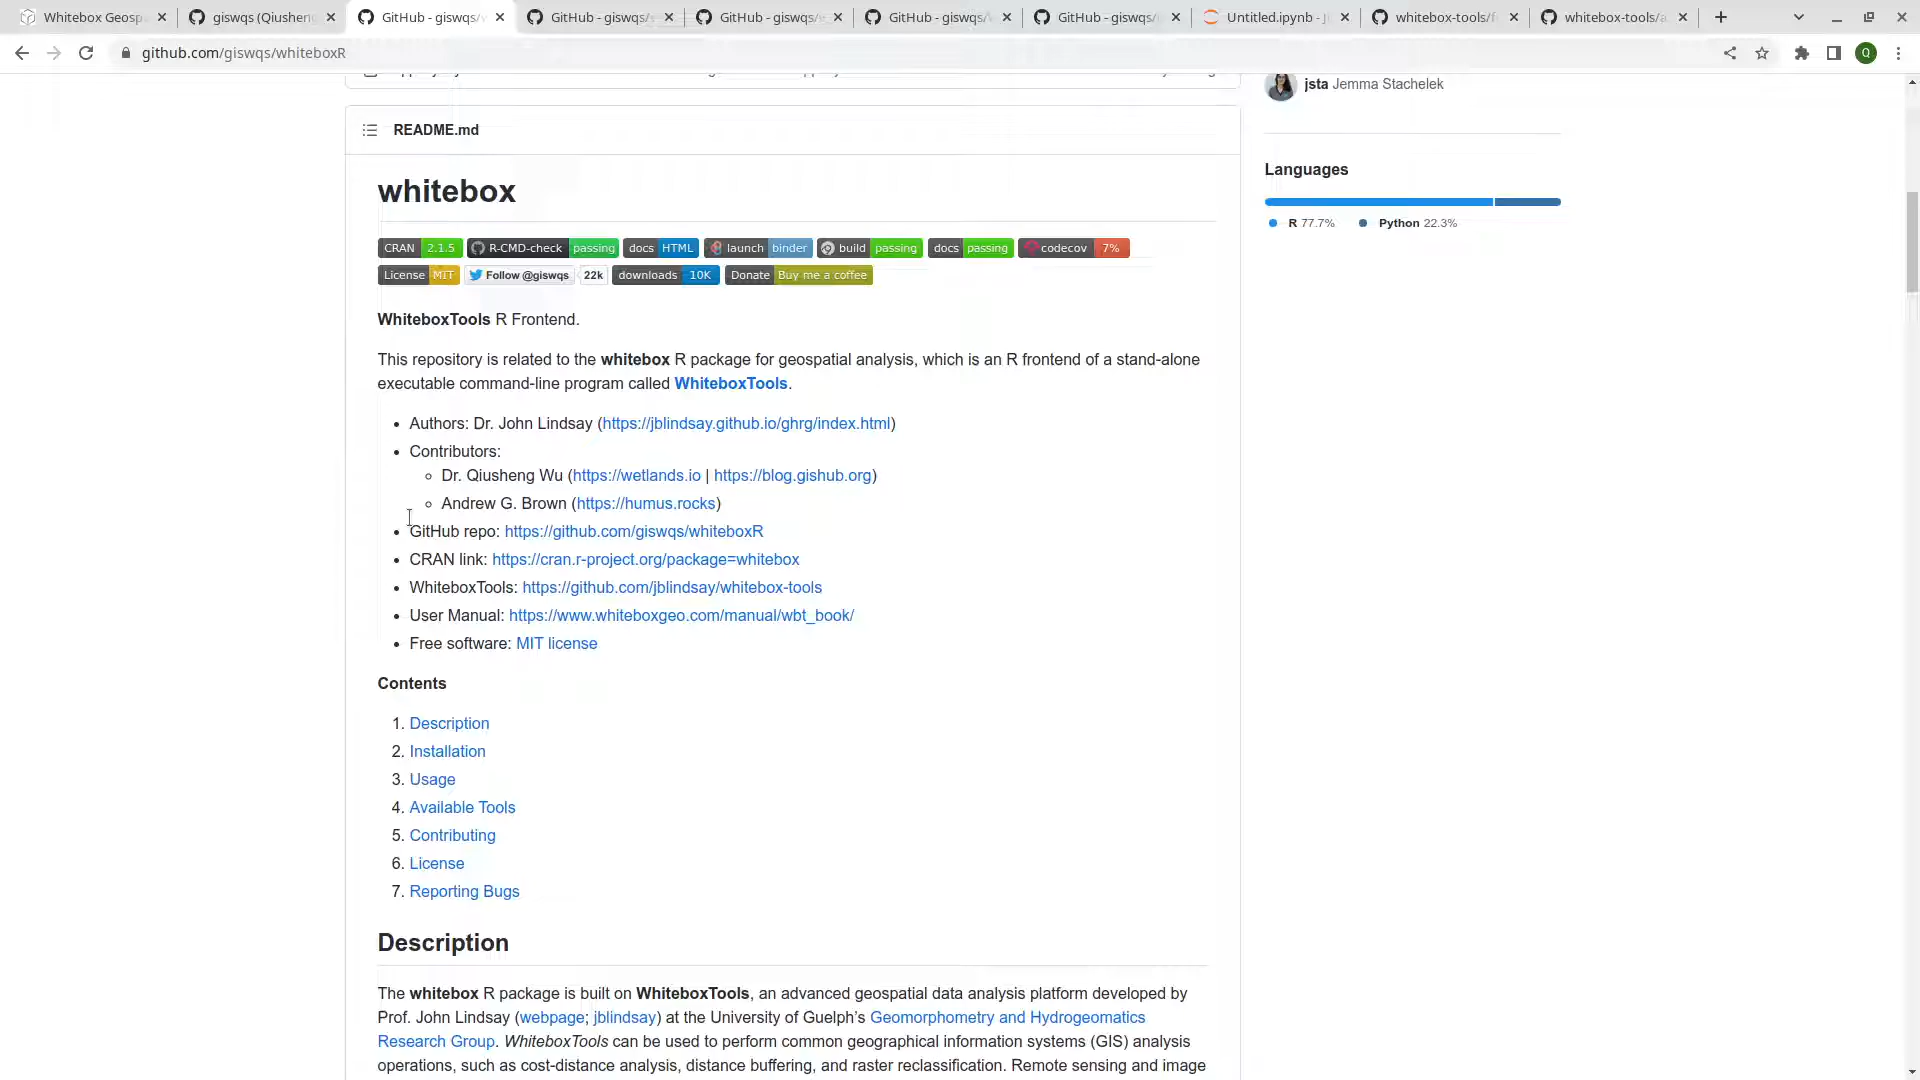 Whitebox Geosp
giswqs (Qiusheng
GitHub - giswqs/
GitHub - giswqs/
GitHub - giswqs/
GitHub - giswqs/
GitHub - giswqs/
Untitled.ipynb - J
whitebox-tools/
whitebox-tools/
github.com/giswqs/whiteboxR
Q
jsta Jemma Stachelek
README.md
Languages
R 77.7% Python 22.3%
whitebox
CRAN 2.1.5 R-CMD-check passing docs HTML launch binder build passing docs passing codecov 7%
License MIT Follow @giswqs 22k downloads 10K Donate Buy me a coffee
WhiteboxTools R Frontend.
This repository is related to the whitebox R package for geospatial analysis, which is an R frontend of a stand-alone
executable command-line program called WhiteboxTools.
• Authors: Dr. John Lindsay (https://jblindsay.github.io/ghrg/index.html)
• Contributors:
◦ Dr. Qiusheng Wu (https://wetlands.io | https://blog.gishub.org)
◦ Andrew G. Brown (https://humus.rocks)
• GitHub repo: https://github.com/giswqs/whiteboxR
• CRAN link: https://cran.r-project.org/package=whitebox
• WhiteboxTools: https://github.com/jblindsay/whitebox-tools
• User Manual: https://www.whiteboxgeo.com/manual/wbt_book/
• Free software: MIT license
Contents
1. Description
2. Installation
3. Usage
4. Available Tools
5. Contributing
6. License
7. Reporting Bugs
Description
The whitebox R package is built on WhiteboxTools, an advanced geospatial data analysis platform developed by
Prof. John Lindsay (webpage; jblindsay) at the University of Guelph’s Geomorphometry and Hydrogeomatics
Research Group. WhiteboxTools can be used to perform common geographical information systems (GIS) analysis
operations, such as cost-distance analysis, distance buffering, and raster reclassification. Remote sensing and image